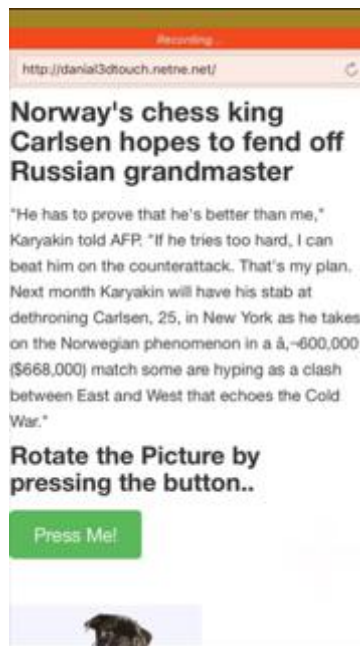 Recording...
http://danial3dtouch.netne.net/
Norway's chess king
Carlsen hopes to fend off
Russian grandmaster
"He has to prove that he's better than me,"
Karyakin told AFP. "If he tries too hard, I can
beat him on the counterattack. That's my plan.
Next month Karyakin will have his stab at
dethroning Carlsen, 25, in New York as he takes
on the Norwegian phenomenon in a â‚¬600,000
($668,000) match some are hyping as a clash
between East and West that echoes the Cold
War."
Rotate the Picture by
pressing the button..
Press Me!